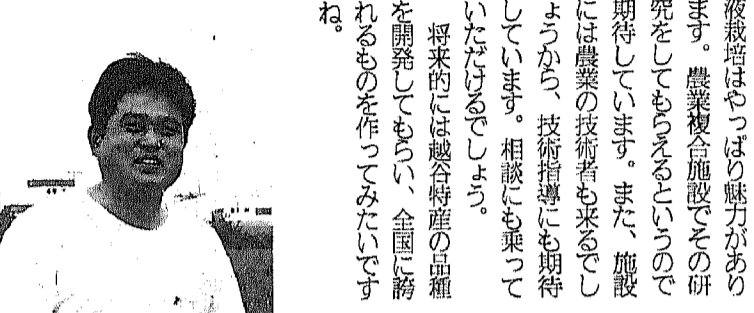 液栽培はやっぱり魅力があり
ます。農業複合施設でその研
究をしてもらえるというので
期待しています。また、施設
には農業の技術者も来るでし
ょうから、技術指導にも期待
しています。相談にも乗って
いただけるでしょう。
将来的には越谷特産の品種
を開発してもらい、全国に誇
れるものを作ってみたいです
ね。